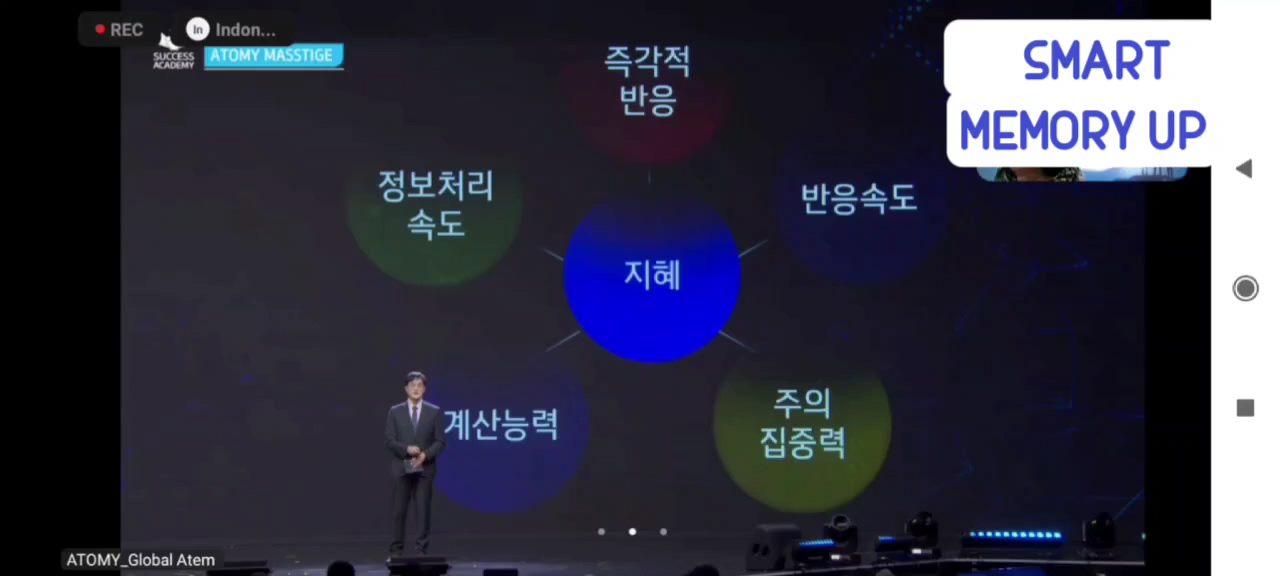 REC
In Indon...
SUCCESS
ACADEMY
ATOMY MASSTIGE
SMART
MEMORY UP
즉각적
반응
정보처리
속도
반응속도
지혜
계산능력
주의
집중력
ATOMY_Global Atem